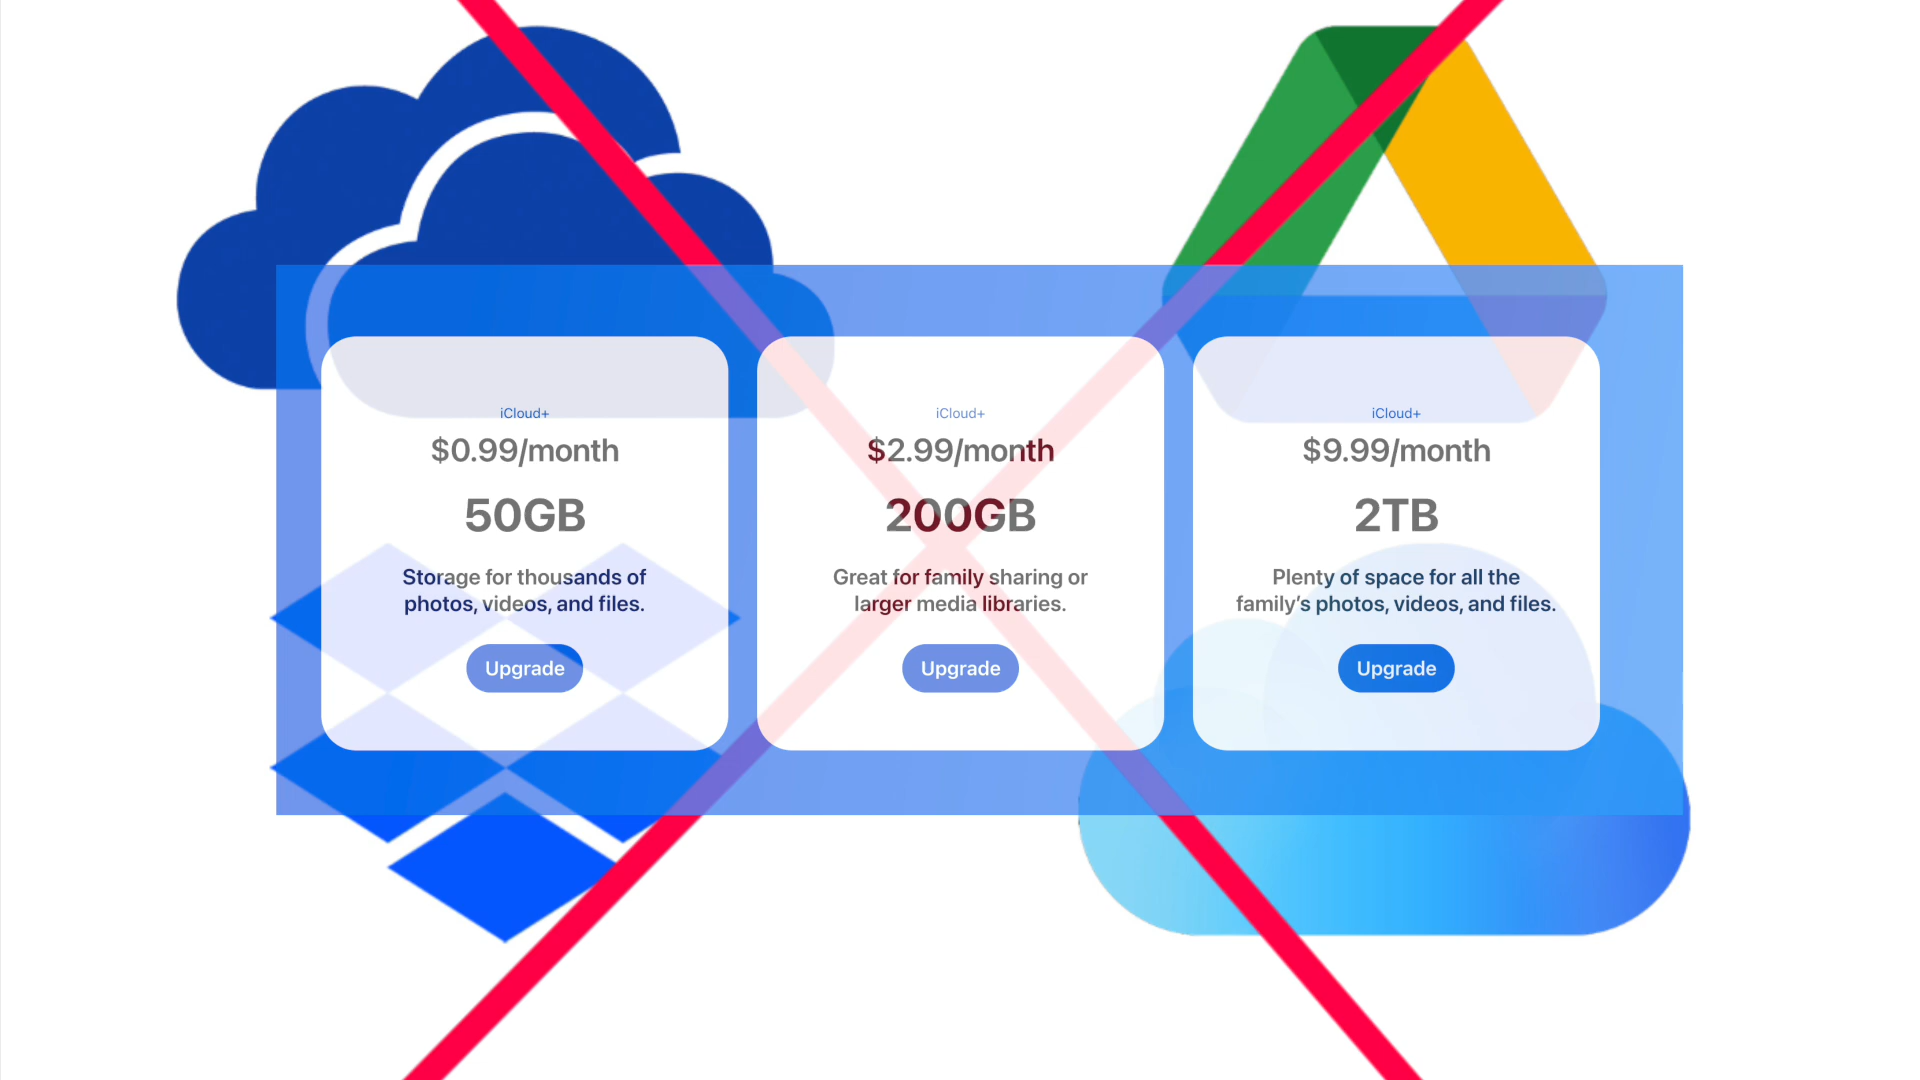 iCloud+
$0.99/month
50GB
Storage for thousands of
photos, videos, and files.
Upgrade
iCloud+
$2.99/month
200GB
Great for family sharing or
larger media libraries.
Upgrade
iCloud+
$9.99/month
2TB
Plenty of space for all the
family’s photos, videos, and files.
Upgrade